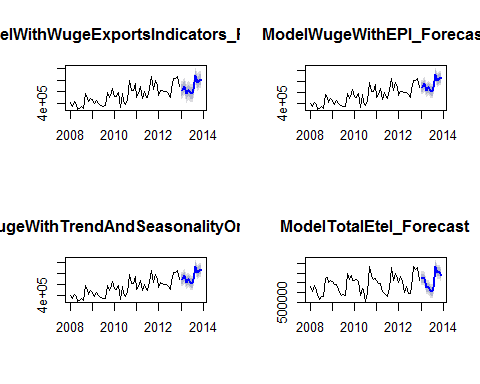 elWithWugeExportsIndicators_F
4e+05
2008 2010 2012 2014
ModelWugeWithEPI_Forecas
4e+05
2008 2010 2012 2014
ugeWithTrendAndSeasonalityOn
4e+05
2008 2010 2012 2014
ModelTotalEtel_Forecast
500000
2008 2010 2012 2014